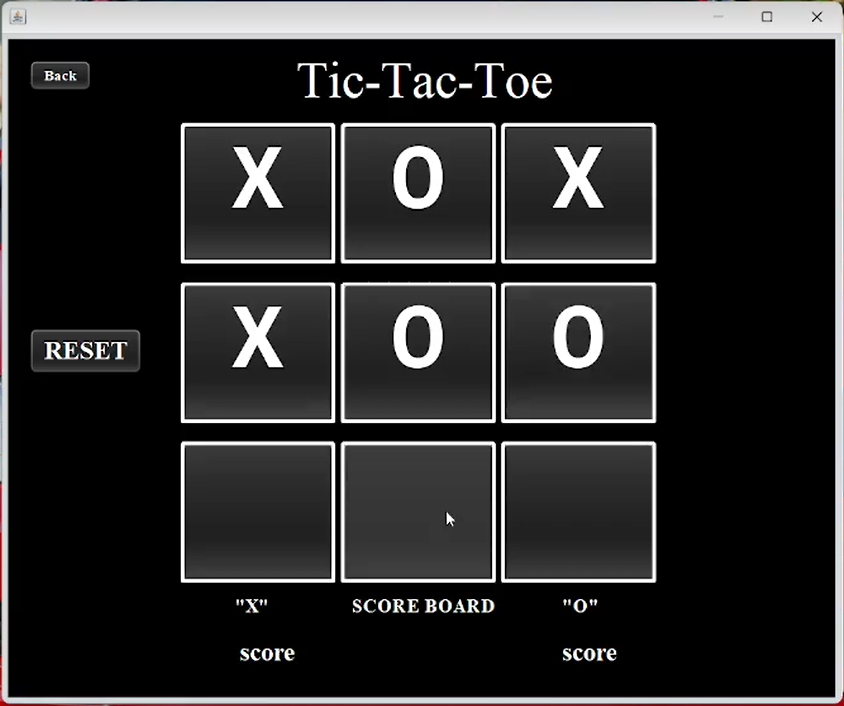 Back
Tic-Tac-Toe
X O X
X O O
RESET
"X" SCORE BOARD "O"
score score